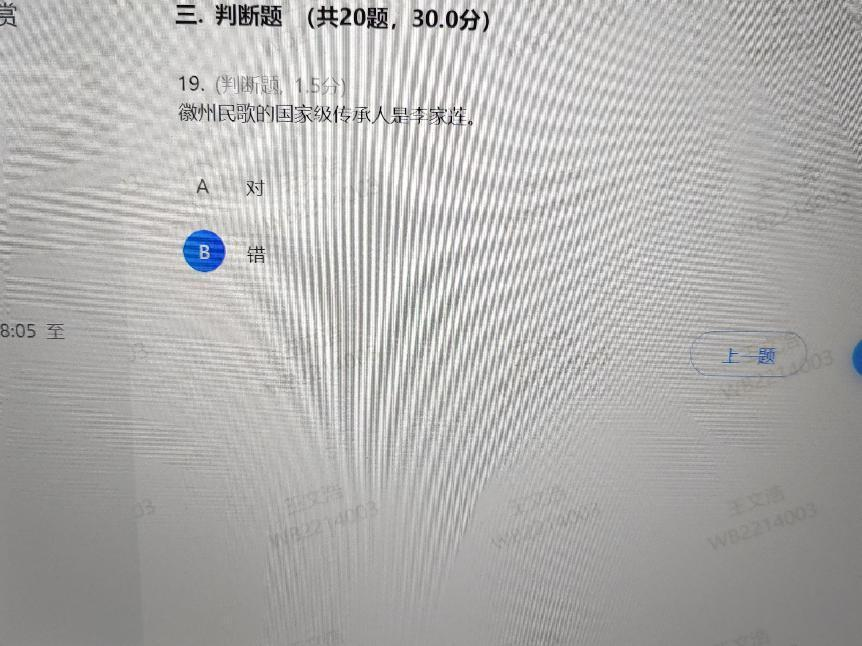 赏
三. 判断题 (共20题，30.0分)
19. (判断题, 1.5分)
徽州民歌的国家级传承人是李家莲。
A 对
B 错
8:05 至
上一题
03
王文浩
WB2214003
王文浩
WB2214003
王文浩
WB2214003